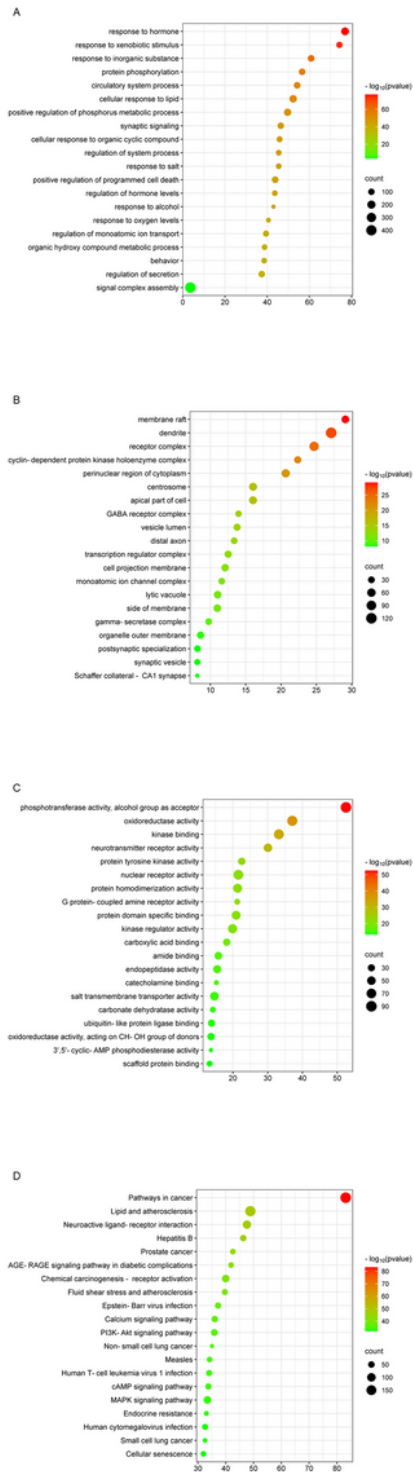 A
response to hormone
response to xenobiotic stimulus
response to inorganic substance
protein phosphorylation
circulatory system process
cellular response to lipid
positive regulation of phosphorus metabolic process
synaptic signaling
cellular response to organic cyclic compound
regulation of system process
response to salt
positive regulation of programmed cell death
regulation of hormone levels
response to alcohol
response to oxygen levels
regulation of monoatomic ion transport
organic hydroxy compound metabolic process
behavior
regulation of secretion
signal complex assembly
0 20 40 60 80
- log10(pvalue)
60
40
20
count
100
200
300
400
B
membrane raft
dendrite
receptor complex
cyclin- dependent protein kinase holoenzyme complex
perinuclear region of cytoplasm
centrosome
apical part of cell
GABA receptor complex
vesicle lumen
distal axon
transcription regulator complex
cell projection membrane
monoatomic ion channel complex
lytic vacuole
side of membrane
gamma- secretase complex
organelle outer membrane
postsynaptic specialization
synaptic vesicle
Schaffer collateral - CA1 synapse
10 15 20 25 30
- log10(pvalue)
25
20
15
10
count
30
60
90
120
C
phosphotransferase activity, alcohol group as acceptor
oxidoreductase activity
kinase binding
neurotransmitter receptor activity
protein tyrosine kinase activity
nuclear receptor activity
protein homodimerization activity
G protein- coupled amine receptor activity
protein domain specific binding
kinase regulator activity
carboxylic acid binding
amide binding
endopeptidase activity
catecholamine binding
salt transmembrane transporter activity
carbonate dehydratase activity
ubiquitin- like protein ligase binding
oxidoreductase activity, acting on CH- OH group of donors
3',5'- cyclic- AMP phosphodiesterase activity
scaffold protein binding
20 30 40 50
- log10(pvalue)
50
40
30
20
count
30
50
70
90
D
Pathways in cancer
Lipid and atherosclerosis
Neuroactive ligand- receptor interaction
Hepatitis B
Prostate cancer
AGE- RAGE signaling pathway in diabetic complications
Chemical carcinogenesis - receptor activation
Fluid shear stress and atherosclerosis
Epstein- Barr virus infection
Calcium signaling pathway
PI3K- Akt signaling pathway
Non- small cell lung cancer
Measles
Human T- cell leukemia virus 1 infection
cAMP signaling pathway
MAPK signaling pathway
Endocrine resistance
Human cytomegalovirus infection
Small cell lung cancer
Cellular senescence
30 40 50 60 70 80
- log10(pvalue)
80
70
60
50
40
count
50
100
150